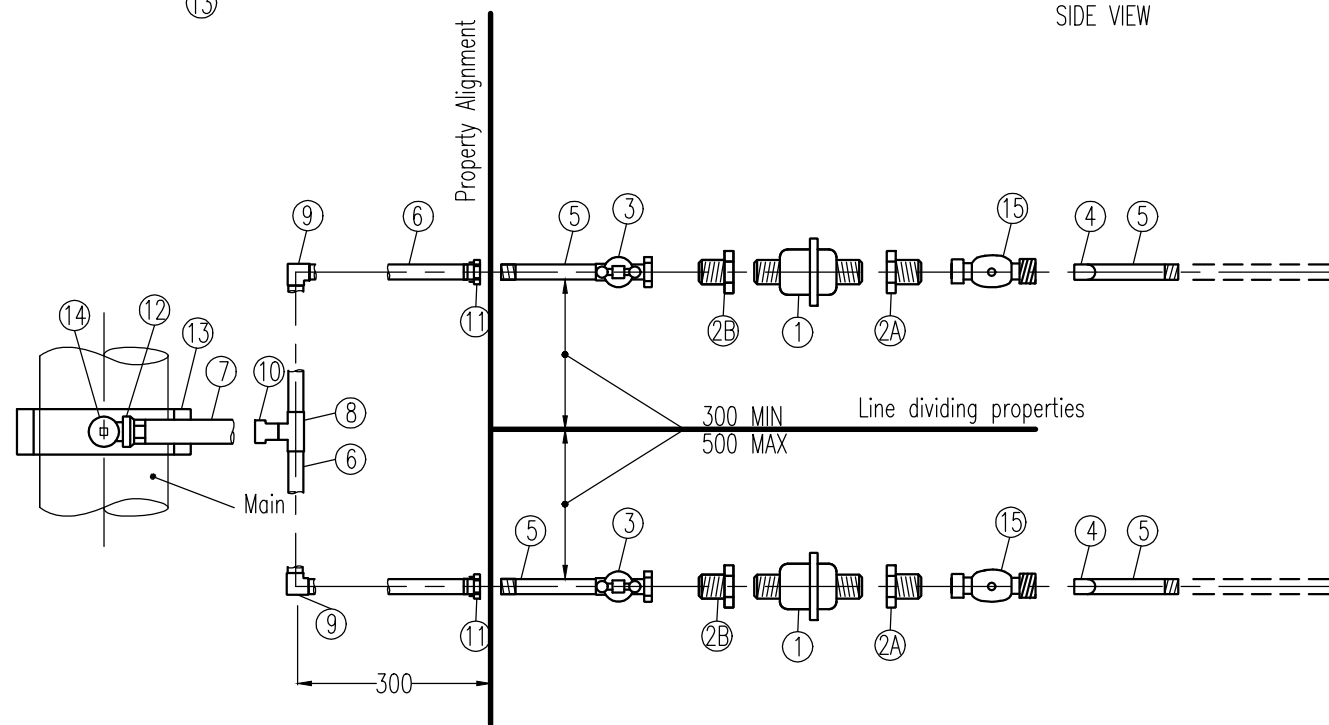 13
SIDE VIEW
Property Alignment
9
6
5
3
15
4
5
14
12
13
7
10
11
2B
1
2A
8
300 MIN
500 MAX
Line dividing properties
6
Main
5
3
15
4
5
9
11
2B
1
2A
300